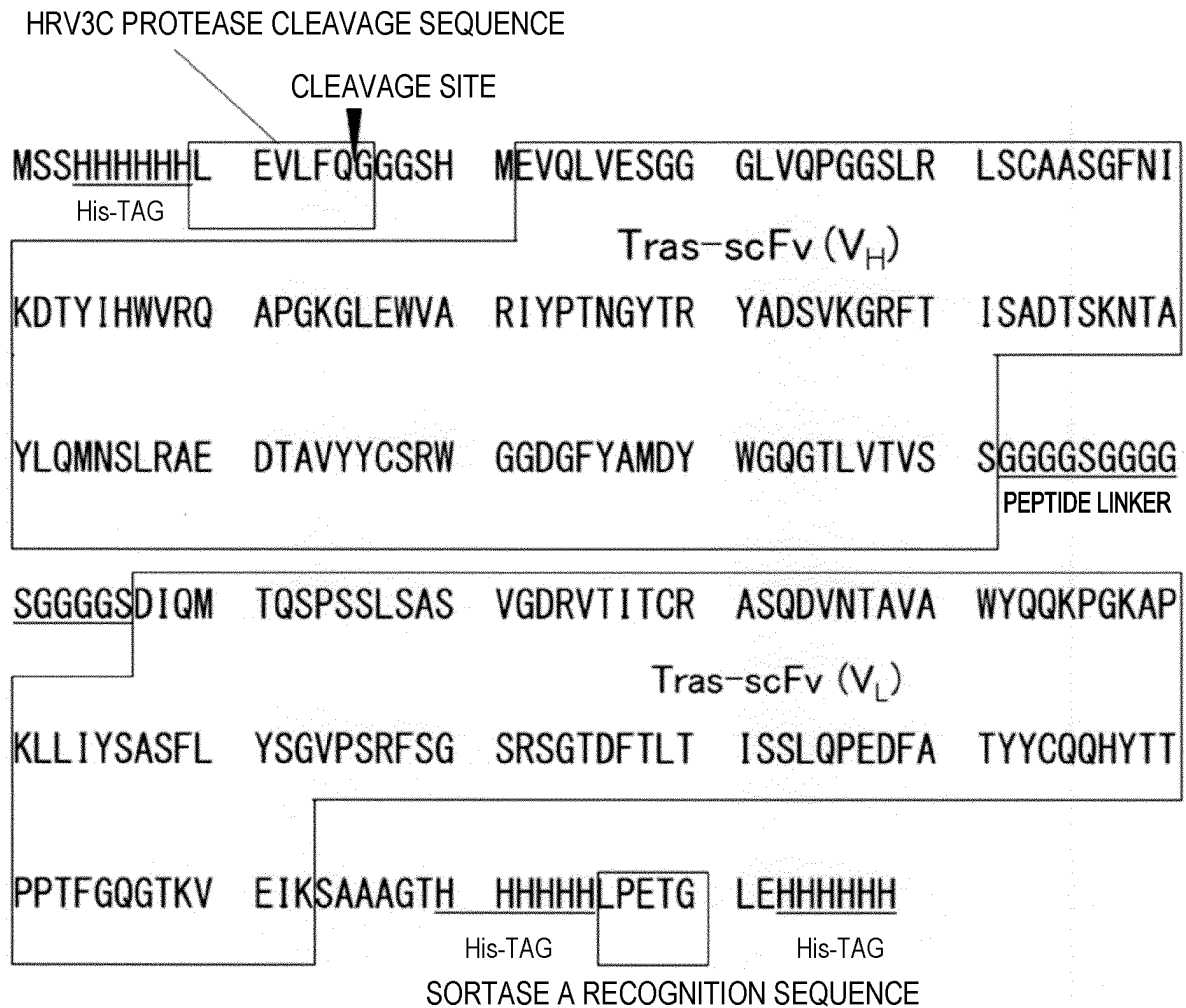 HRV3C PROTEASE CLEAVAGE SEQUENCE
CLEAVAGE SITE
MSSHHHHHHL EVLFQGGGSH MEVQLVESGG GLVQPGGSLR LSCAASGFNI
His-TAG
Tras-scFv (VH)
KDTYIHWVRQ APGKGLEWVA RIYPTNGYTR YADSVKGRFT ISADTSKNTA
YLQMNSLRAE DTAVYYCSRW GGDGFYAMDY WGQGTLVTVS SGGGGSGGGG
PEPTIDE LINKER
SGGGGSDIQM TQSPSSLSAS VGDRVTITCR ASQDVNTAVA WYQQKPGKAP
Tras-scFv (VL)
KLLIYSASFL YSGVPSRFSG SRSGTDFTLT ISSLQPEDFA TYYCQQHYTT
PPTFGQGTKV EIKSAAAGTH HHHHHLPETG LEHHHHHH
His-TAG His-TAG
SORTASE A RECOGNITION SEQUENCE